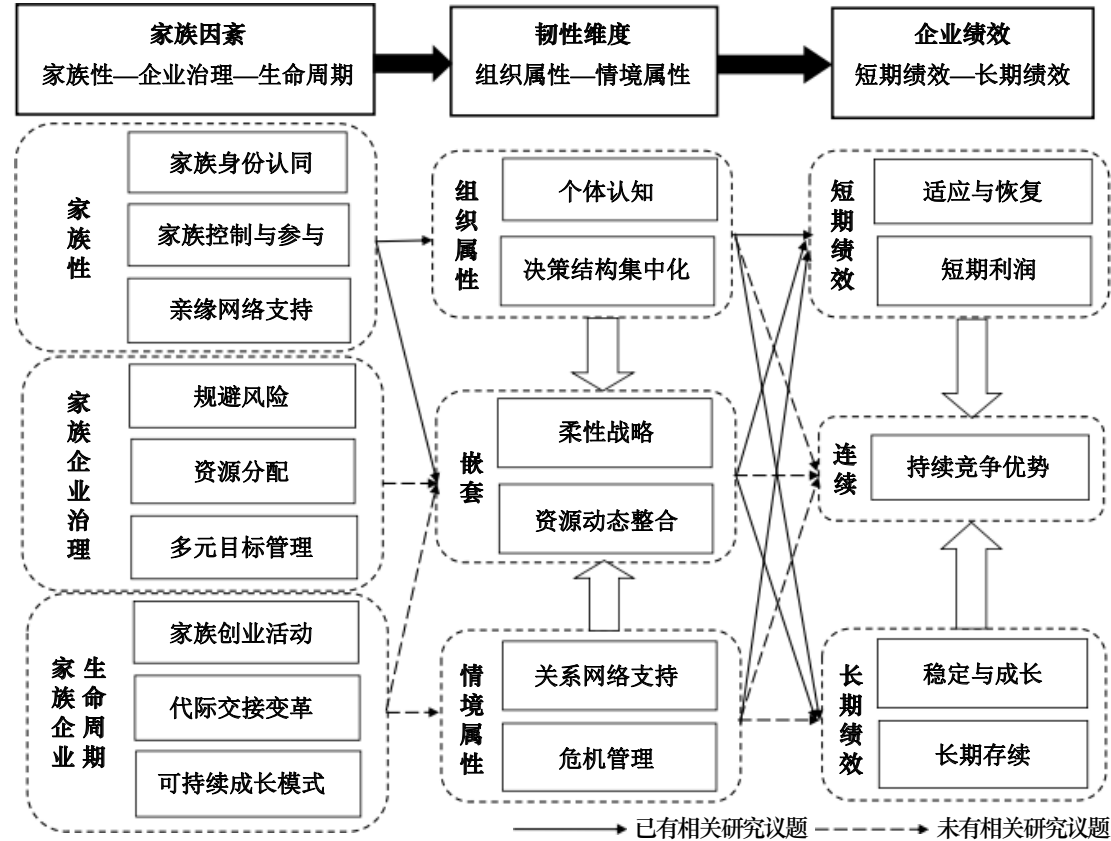 家族因素
家族性—企业治理—生命周期
韧性维度
组织属性—情境属性
企业绩效
短期绩效—长期绩效
家族性
家族身份认同
家族控制与参与
亲缘网络支持
家族企业治理
规避风险
资源分配
多元目标管理
家族企业
生命周期
家族创业活动
代际交接变革
可持续成长模式
组织属性
个体认知
决策结构集中化
嵌套
柔性战略
资源动态整合
情境属性
关系网络支持
危机管理
短期绩效
适应与恢复
短期利润
连续
持续竞争优势
长期绩效
稳定与成长
长期存续
已有相关研究议题
未有相关研究议题